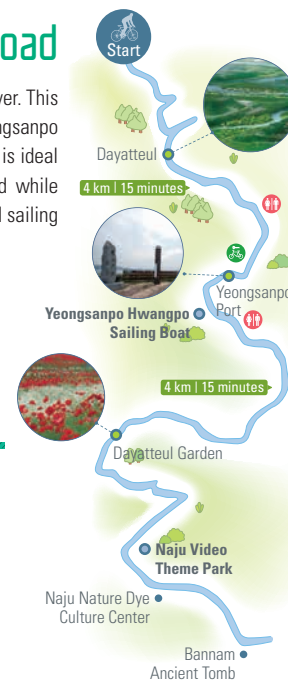 oad
Start
ver. This
ngsanpo
is ideal
d while
l sailing
Dayatteul
4 km | 15 minutes
Yeongsanpo
Port
Yeongsanpo Hwangpo
Sailing Boat
4 km | 15 minutes
Dayatteul Garden
Naju Video
Theme Park
Naju Nature Dye
Culture Center
Bannam
Ancient Tomb